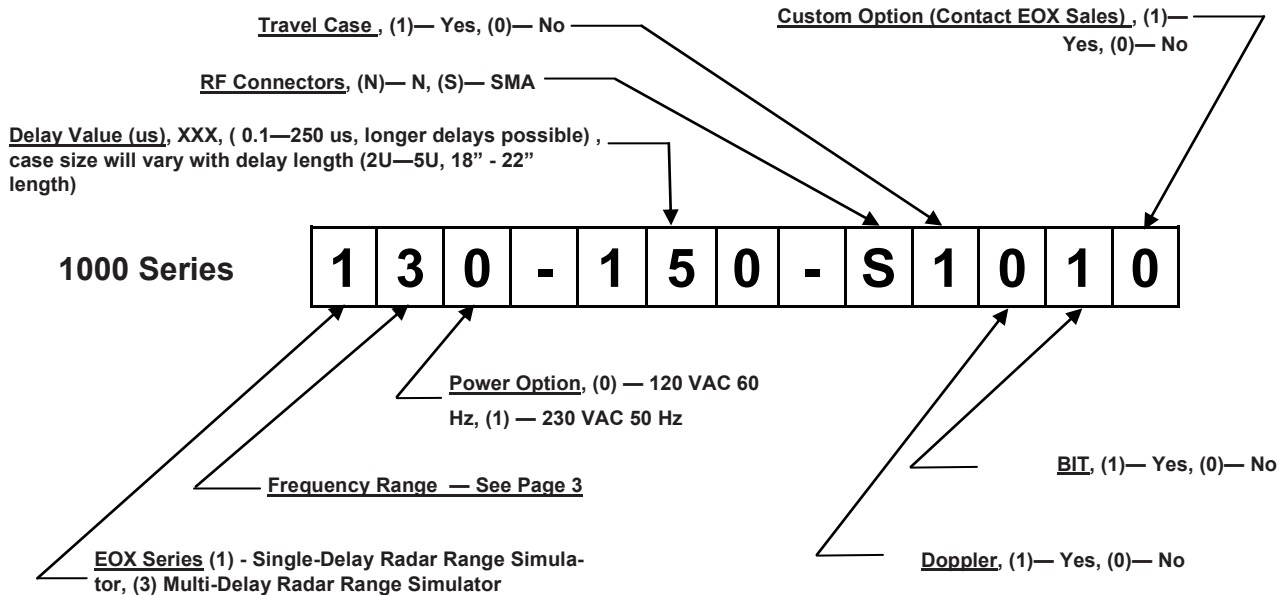 Travel Case , (1)— Yes, (0)— No
Custom Option (Contact EOX Sales) , (1)—
Yes, (0)— No
RF Connectors, (N)— N, (S)— SMA
Delay Value (us), XXX, ( 0.1—250 us, longer delays possible) ,
case size will vary with delay length (2U—5U, 18” - 22”
length)
1000 Series
1 3 0 - 1 5 0 - S 1 0 1 0
Power Option, (0) — 120 VAC 60
Hz, (1) — 230 VAC 50 Hz
BIT, (1)— Yes, (0)— No
Frequency Range — See Page 3
EOX Series (1) - Single-Delay Radar Range Simula-
tor, (3) Multi-Delay Radar Range Simulator
Doppler, (1)— Yes, (0)— No